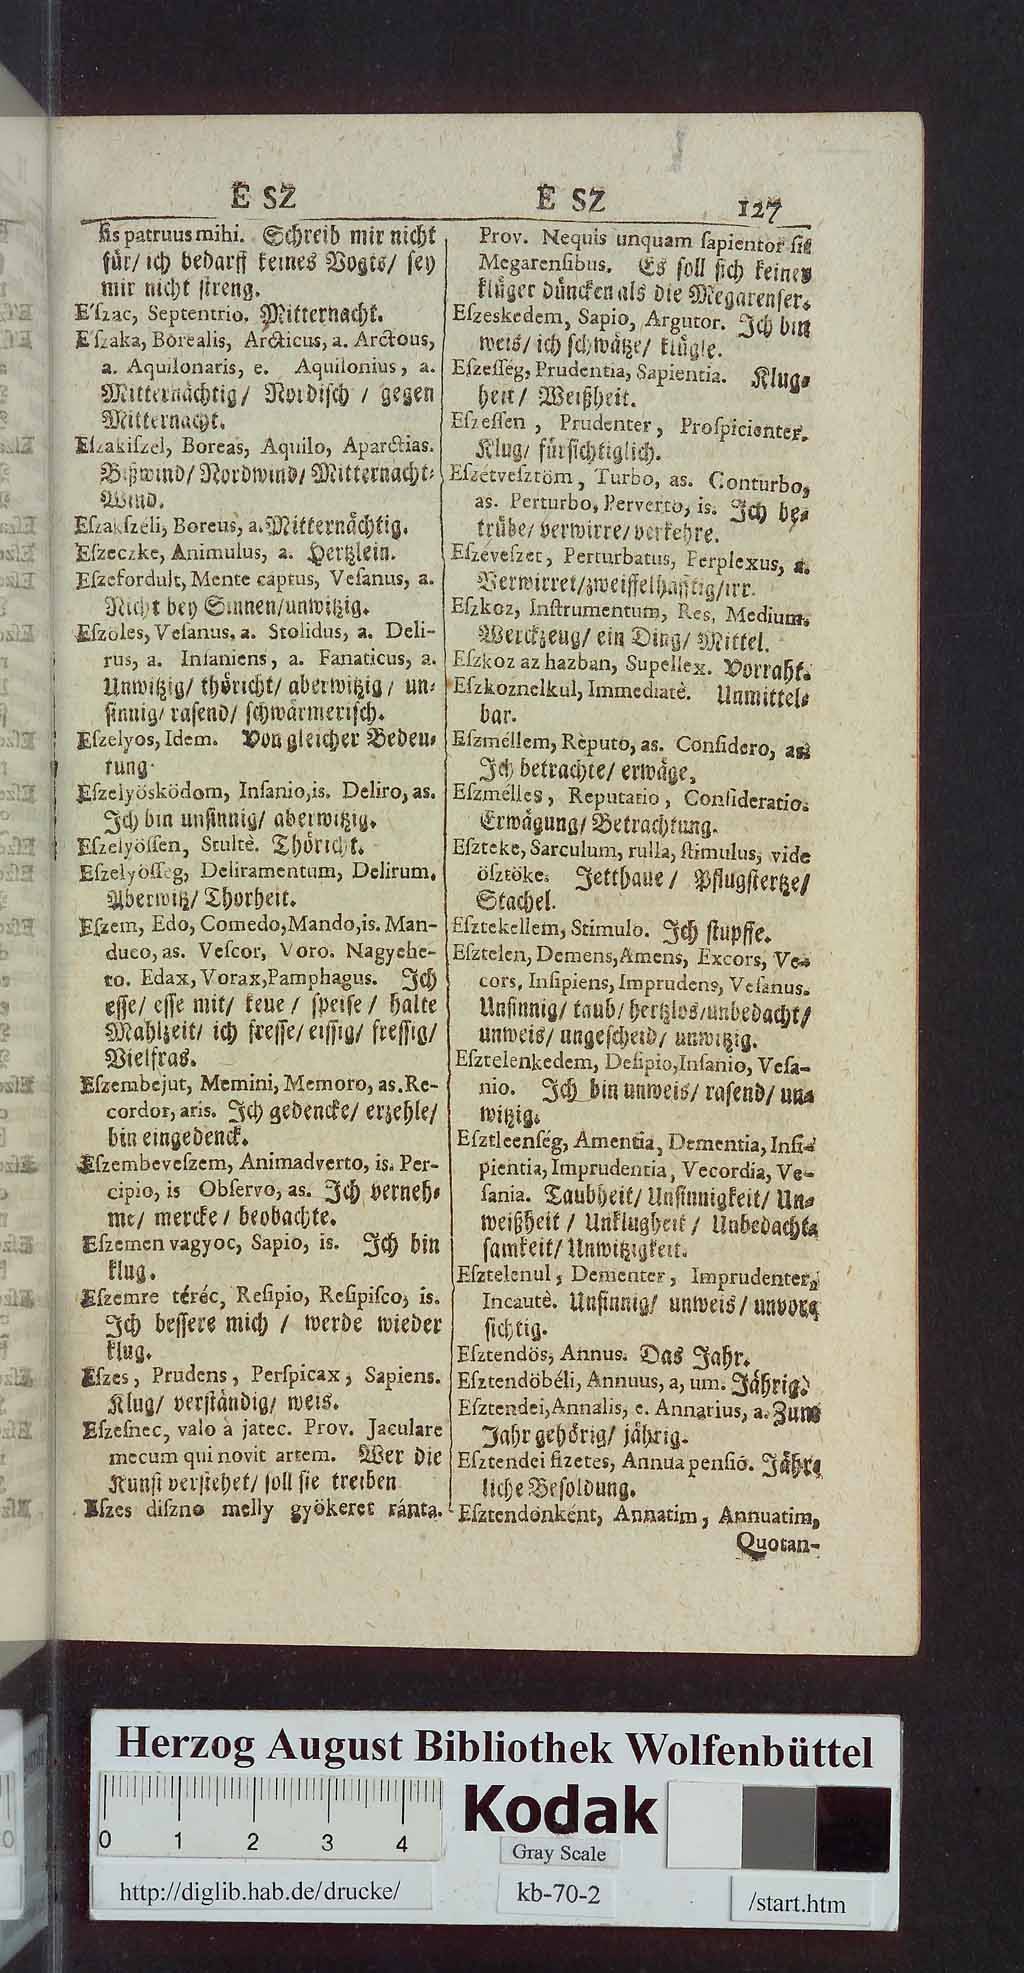 E SZ
ſis patruus mihi. Schreib mir nicht
für/ ich bedarff keines Vogts/ ſey
mir nicht ſtreng.
E'ſzac, Septentrio. Mitternacht.
E'ſzaka, Borealis, Arcticus, a. Arctous,
a. Aquilonaris, e. Aquilonius, a.
Mitternächtig/ Nordiſch / gegen
Mitternacht.
Eſzakiſzel, Boreas, Aquilo, Aparctias.
Bißwind/ Nordwind/ Mitternacht-
Wind.
Eſzakſzéli, Boreus, a. Mitternächtig.
Eſzeczke, Animulus, a. Hertzlein.
Eſzefordult, Mente captus, Veſanus, a.
Nicht bey Sinnen/unwitzig.
Eſzöles, Veſanus, a. Stolidus, a. Deli-
rus, a. Inſaniens, a. Fanaticus, a.
Unwitzig/ thöricht/ aberwitzig/ un-
ſinnig/ raſend/ ſchwärmeriſch.
Eſzelyos, Idem. Von gleicher Bedeu-
tung.
Eſzelyösködom, Inſanio, is. Deliro, as.
Ich bin unſinnig/ aberwitzig.
Eſzelyöſſen, Stulte. Thöricht.
Eſzelyöſſeg, Deliramentum, Delirum.
Aberwitz/ Thorheit.
Eſzem, Edo, Comedo, Mando, is. Man-
duco, as. Veſcor, Voro. Nagyehe-
to. Edax, Vorax, Pamphagus. Ich
eſſe/ eſſe mit/ keue / ſpeiſe / halte
Mahlzeit/ ich freſſe/ eiſſig/ freſſig/
Vielfras.
Eſzembejut, Memini, Memoro, as. Re-
cordor, aris. Ich gedencke/ erzehle/
bin eingedenck.
Eſzembeveſzem, Animadverto, is. Per-
cipio, is Obſervo, as. Ich verneh-
me/ mercke/ beobachte.
Eſzemen vagyoc, Sapio, is. Ich bin
klug.
Eſzemre téréc, Reſipio, Reſipiſco, is.
Ich beſſere mich / werde wieder
klug.
Eſzes, Prudens, Perſpicax, Sapiens.
Klug/ verſtändig/ weis.
Eſzeſnec, valo à jatec. Prov. Jaculare
mecum qui novit artem. Wer die
Kunſt verſtehet/ ſoll ſie treiben
Eſzes diſzno melly gyökeret ránta.
E SZ 127
Prov. Nequis unquam ſapientor ſit
Megarenſibus. Es ſoll ſich keiner
klüger düncken als die Megarenſer.
Eſzeskedem, Sapio, Argutor. Ich bin
weis/ ich ſchwätze/ klügle.
Eſzeſſég, Prudentia, Sapientia. Klug-
heit/ Weißheit.
Eſzeſſen, Prudenter, Proſpicienter.
Klug/ fürſichtiglich.
Eſzétveſztöm, Turbo, as. Conturbo,
as. Perturbo, Perverto, is. Ich be-
trübe/ verwirre/ verkehre.
Eſzéveſzet, Perturbatus, Perplexus, a.
Verwirret/zweiffelhafftig/irr.
Eſzkoz, Inſtrumentum, Res, Medium.
Werckzeug/ ein Ding/ Mittel.
Eſzkoz az hazban, Supellex. Vorraht.
Eſzkoznelkul, Immediatè. Unmittel-
bar.
Eſzméllem, Rèputo, as. Conſidero, as.
Ich betrachte/ erwäge.
Eſzmélles, Reputatio, Conſideratio.
Erwägung/ Betrachtung.
Eſzteke, Sarculum, rulla, ſtimulus, vide
öſztöke. Jetthaue/ Pflugſtertze/
Stachel.
Eſztekellem, Stimulo. Ich ſtupffe.
Eſztelen, Demens, Amens, Excors, Ve-
cors, Inſipiens, Imprudens, Veſanus.
Unſinnig/ taub/ hertzlos/unbedacht/
unweis/ ungeſcheid/ unwitzig.
Eſztelenkedem, Deſipio, Inſanio, Veſa-
nio. Ich bin unweis/ raſend/ un-
witzig.
Eſztleenſég, Amentia, Dementia, Inſi-
pientia, Imprudentia, Vecordia, Ve-
ſania. Taubheit/ Unſinnigkeit/ Un-
weißheit / Unklugheit/ Unbedacht-
ſamkeit/ Unwitzigkeit.
Eſztelenul, Dementer, Imprudenter,
Incautè. Unſinnig/ unweis/ unvor-
ſichtig.
Eſztendös, Annus. Das Jahr.
Eſztendöbéli, Annuus, a, um. Jährig.
Eſztendei, Annalis, e. Annarius, a. Zum
Jahr gehörig/ jährig.
Eſztendei fizetes, Annua penſiô. Jähr-
liche Beſoldung.
Eſztendönként, Annatim, Annuatim,
Quotan-
Herzog August Bibliothek Wolfenbüttel
0 1 2 3 4
Kodak
Gray Scale
http://diglib.hab.de/drucke/
kb-70-2
/start.htm